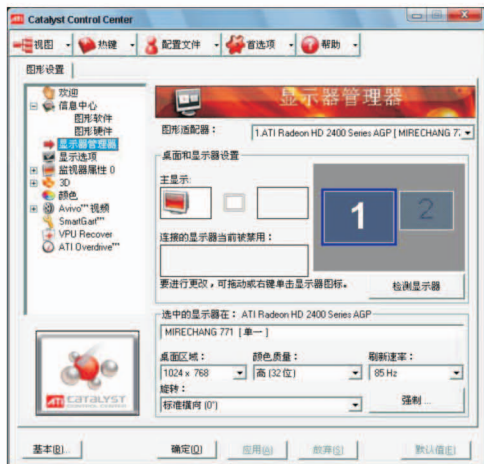 Catalyst Control Center
视图 热键 配置文件 首选项 帮助
图形设置
欢迎
信息中心
图形软件
图形硬件
显示器管理器
显示选项
监视器属性 0
3D
颜色
Avivo™ 视频
SmartGart™
VPU Recover
ATI Overdrive™
ATI CATALYST
CONTROL CENTER
显示器管理器
图形适配器：
1.ATI Radeon HD 2400 Series AGP [ MIRECHANG 7
桌面和显示器设置
主显示:
1
2
连接的显示器当前被禁用：
要进行更改，可拖动或右键单击显示器图标。
检测显示器
选中的显示器在： ATI Radeon HD 2400 Series AGP
MIRECHANG 771 [ 单一 ]
桌面区域： 颜色质量： 刷新速率：
1024 x 768 高 (32 位) 85 Hz
旋转：
标准横向 (0°)
强制 ...
基本(B)... 确定(O) 应用(A) 放弃(S) 默认值(E)